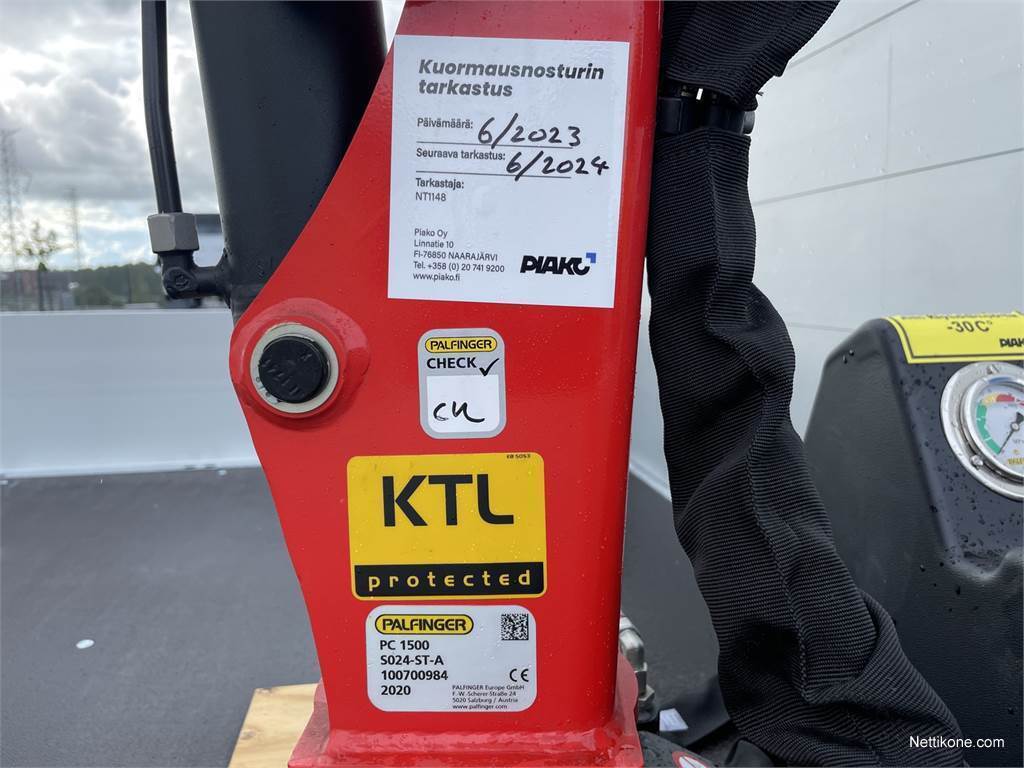 Kuormausnosturin
tarkastus
Päivämäärä: 6/2023
Seuraava tarkastus: 6/2024
Tarkastaja:
NT1148
Piako Oy
Linnatie 10
FI-76850 NAARAJÄRVI
Tel. +358 (0) 20 741 9200
www.piako.fi
PIAKO
PALFINGER
CHECK
EB 5053
KTL
protected
PALFINGER
PC 1500
S024-ST-A
100700984
2020
CE
PALFINGER Europe GmbH
F.-W.-Scherer-Straße 24
5020 Salzburg / Austria
www.palfinger.com
-30C°
PIAKO
PALFINGER
Nettikone.com